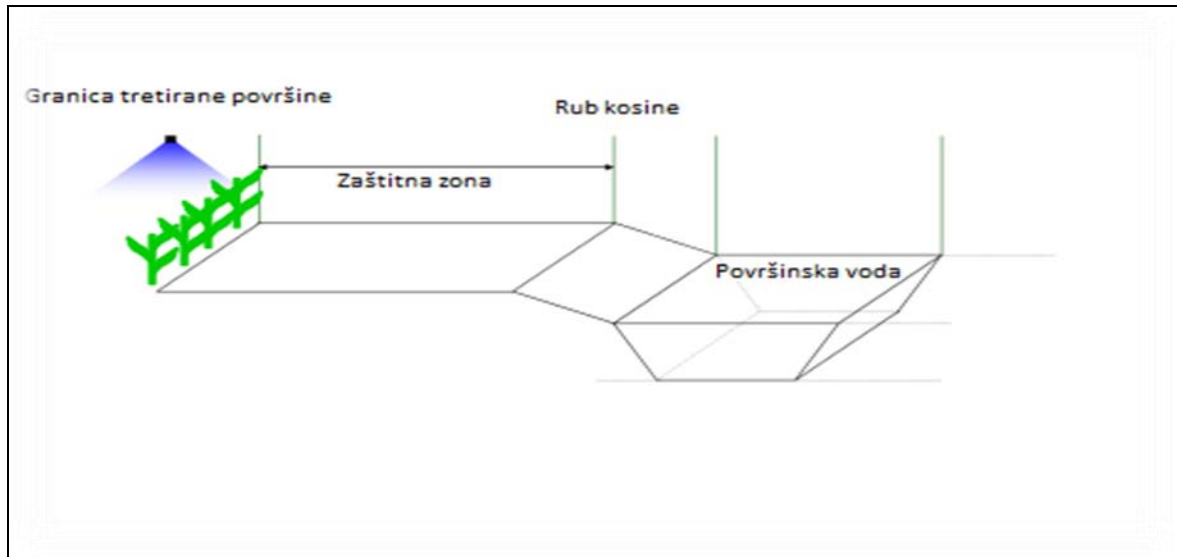 Granica tretirane površine
Rub kosine
Zaštitna zona
Površinska voda